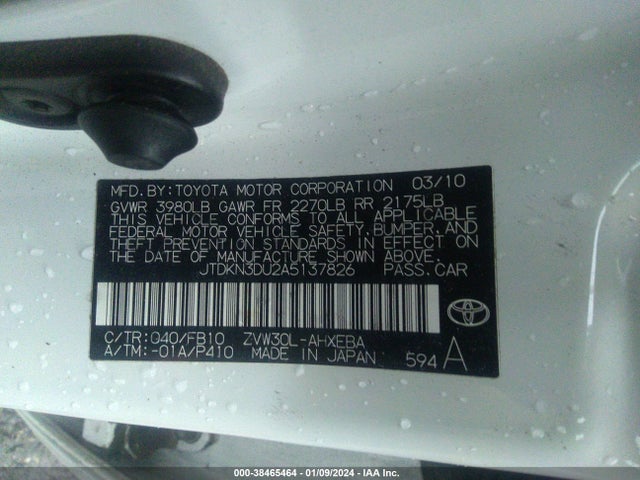 MFD. BY: TOYOTA MOTOR CORPORATION 03/10
GVWR 3980LB GAWR FR 2270LB RR 2175LB
THIS VEHICLE CONFORMS TO ALL APPLICABLE
FEDERAL MOTOR VEHICLE SAFETY, BUMPER, AND
THEFT PREVENTION STANDARDS IN EFFECT ON
THE DATE OF MANUFACTURE SHOWN ABOVE.
JTDKN3DU2A5137826 PASS.CAR
C/TR: 040/FB10 ZVW30L-AHXEBA
A/TM: -01A/P410 MADE IN JAPAN 594 A
000-38465464 | 01/09/2024 | IAA Inc.